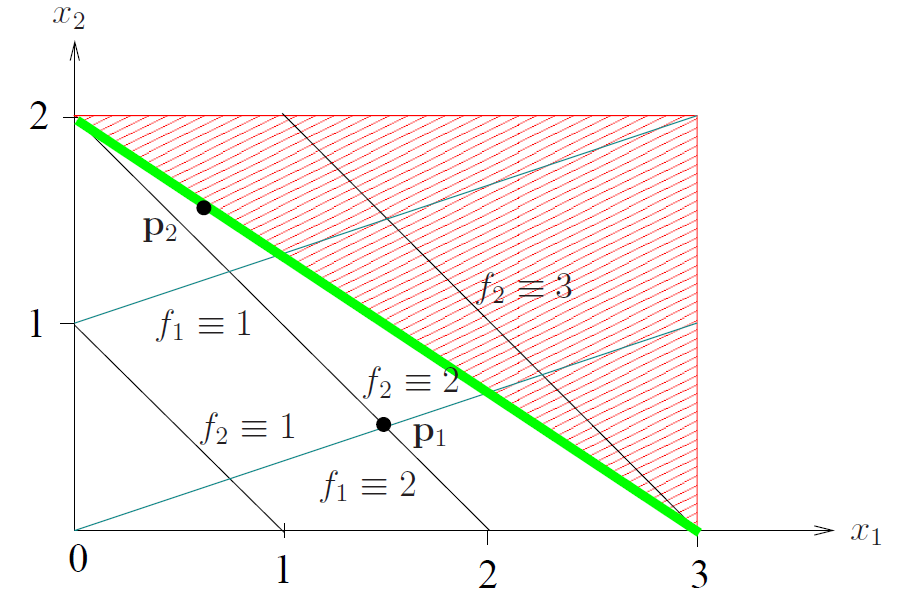 x₂
2
p₂
f₂ ≡ 3
1
f₁ ≡ 1
f₂ ≡ 2
f₂ ≡ 1
p₁
f₁ ≡ 2
x₁
0
1
2
3